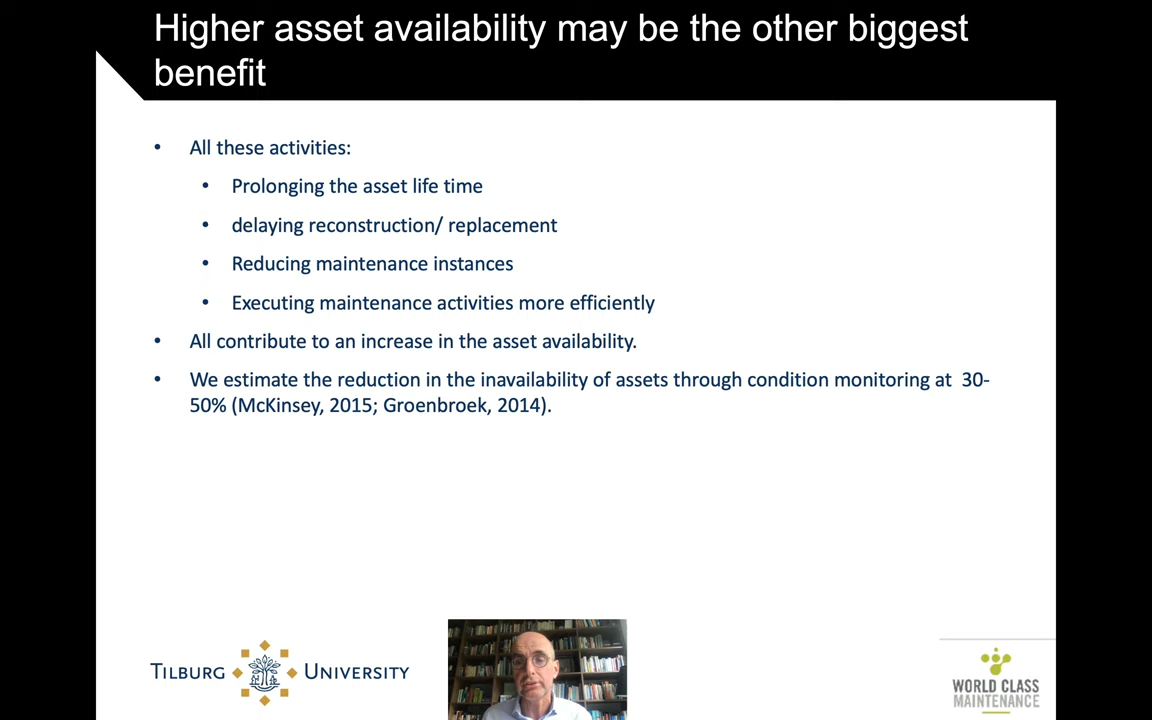 Higher asset availability may be the other biggest
benefit
• All these activities:
• Prolonging the asset life time
• delaying reconstruction/ replacement
• Reducing maintenance instances
• Executing maintenance activities more efficiently
• All contribute to an increase in the asset availability.
• We estimate the reduction in the inavailability of assets through condition monitoring at 30-
50% (McKinsey, 2015; Groenbroek, 2014).
TILBURG UNIVERSITY
WORLD CLASS
MAINTENANCE